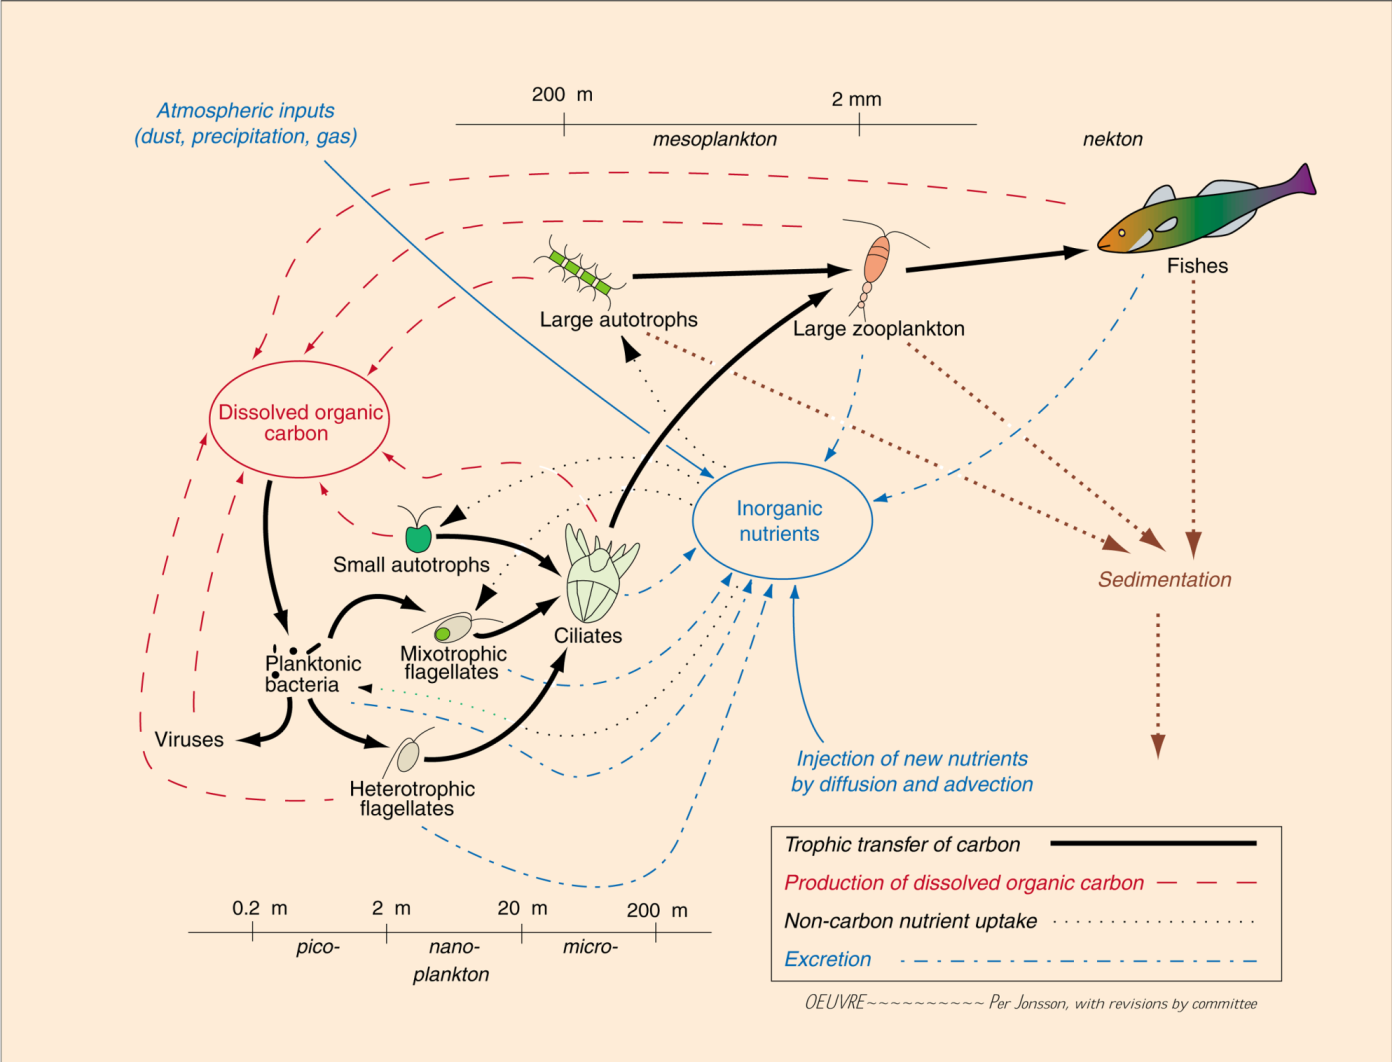 Atmospheric inputs
(dust, precipitation, gas)
200 m
2 mm
mesoplankton
nekton
Fishes
Large autotrophs
Large zooplankton
Dissolved organic
carbon
Inorganic
nutrients
Small autotrophs
Sedimentation
Ciliates
Mixotrophic
flagellates
Planktonic
bacteria
Viruses
Heterotrophic
flagellates
Injection of new nutrients
by diffusion and advection
Trophic transfer of carbon
Production of dissolved organic carbon
Non-carbon nutrient uptake
Excretion
0.2 m
2 m
20 m
200 m
pico-
nano-
micro-
plankton
OEUVRE~~~~~~~~~~ Per Jonsson, with revisions by committee